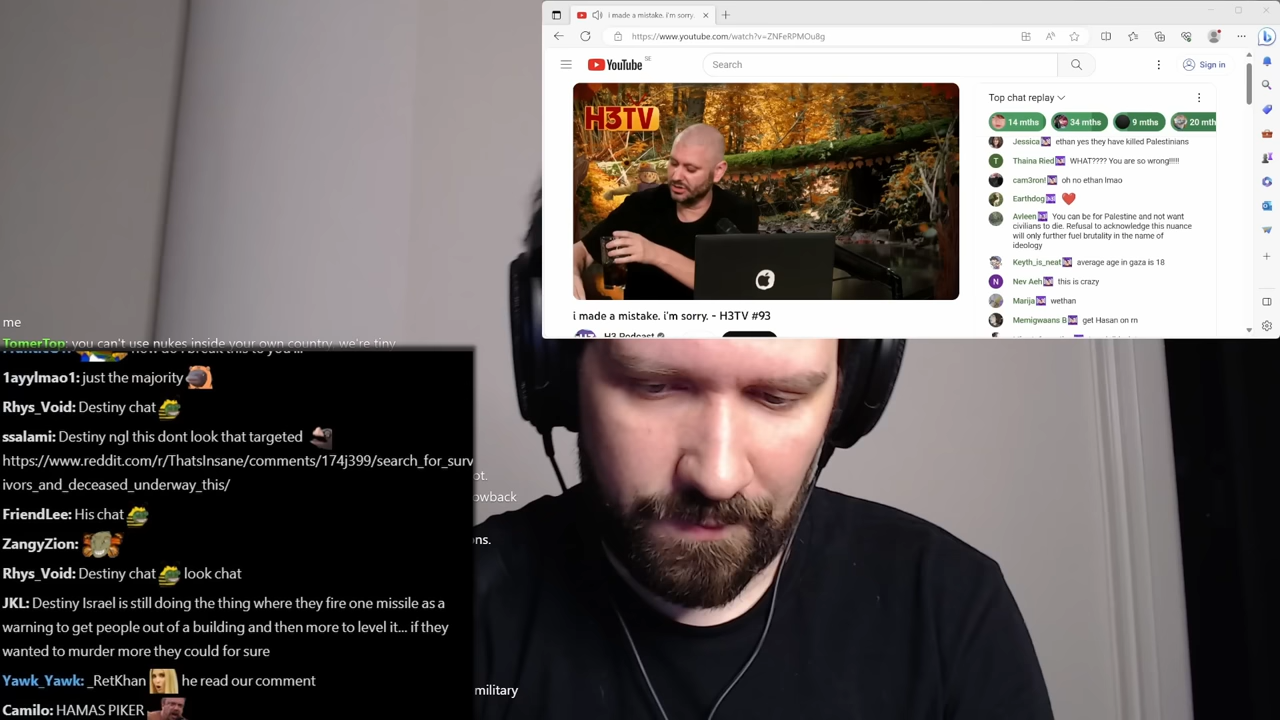 i made a mistake. i'm sorry.
https://www.youtube.com/watch?v=ZNFeRPMOu8g
YouTube SE
Search
Sign in
H3TV
Top chat replay
14 mths
34 mths
9 mths
20 mth
Jessica ethan yes they have killed Palestinians
T Thaina Ried WHAT???? You are so wrong!!!!!
cam3ron! oh no ethan lmao
Earthdog
Avleen You can be for Palestine and not want
civilians to die. Refusal to acknowledge this nuance
will only further fuel brutality in the name of
ideology
Keyth_is_neat average age in gaza is 18
N Nev Aeh this is crazy
Marija wethan
Memigwaans B get Hasan on rn
i made a mistake. i'm sorry. - H3TV #93
H3 Podcast
me
TomerTop: you can't use nukes inside your own country, we're tiny
how do i break this to you ...
1ayylmao1: just the majority
Rhys_Void: Destiny chat
ssalami: Destiny ngl this dont look that targeted
https://www.reddit.com/r/ThatsInsane/comments/174j399/search_for_surv
ivors_and_deceased_underway_this/
ot.
owback
FriendLee: His chat
ons.
ZangyZion:
Rhys_Void: Destiny chat look chat
JKL: Destiny Israel is still doing the thing where they fire one missile as a
warning to get people out of a building and then more to level it... if they
wanted to murder more they could for sure
Yawk_Yawk: _RetKhan he read our comment
military
Camilo: HAMAS PIKER